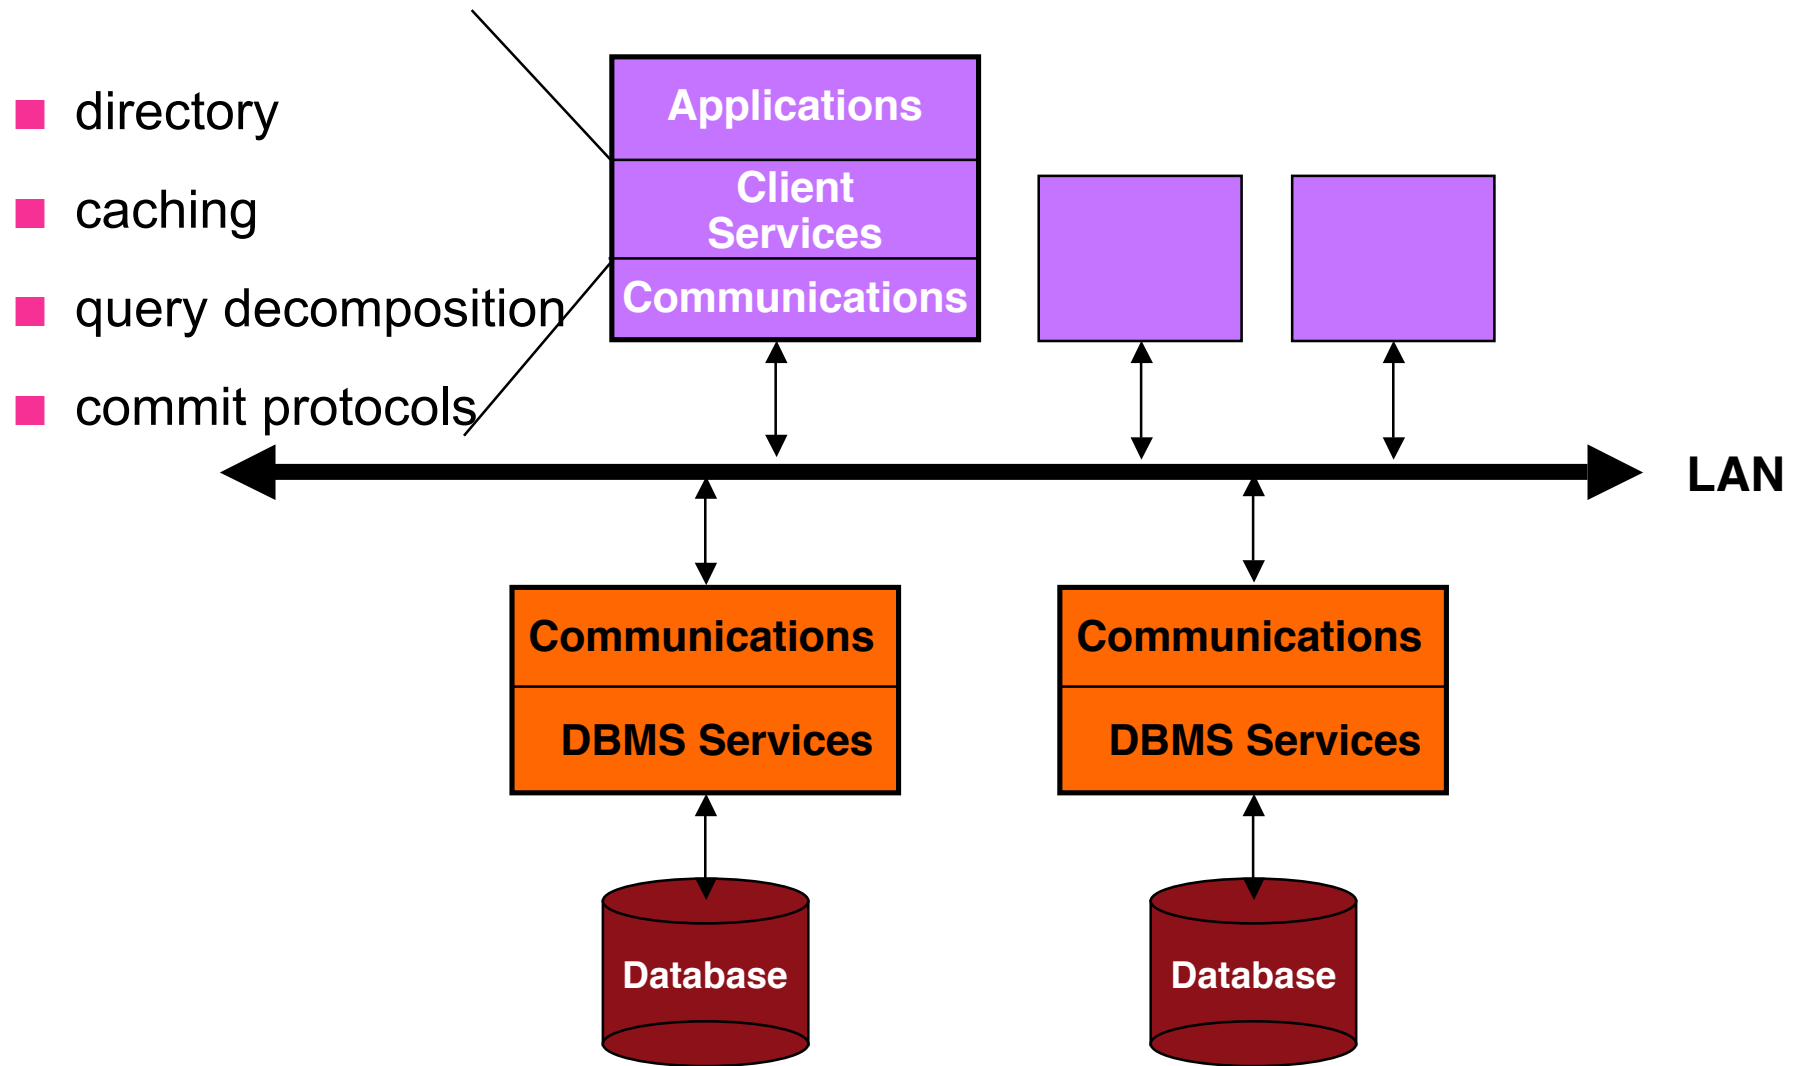 directory
caching
query decomposition
commit protocols
Applications
Client
Services
Communications
LAN
Communications
DBMS Services
Communications
DBMS Services
Database
Database